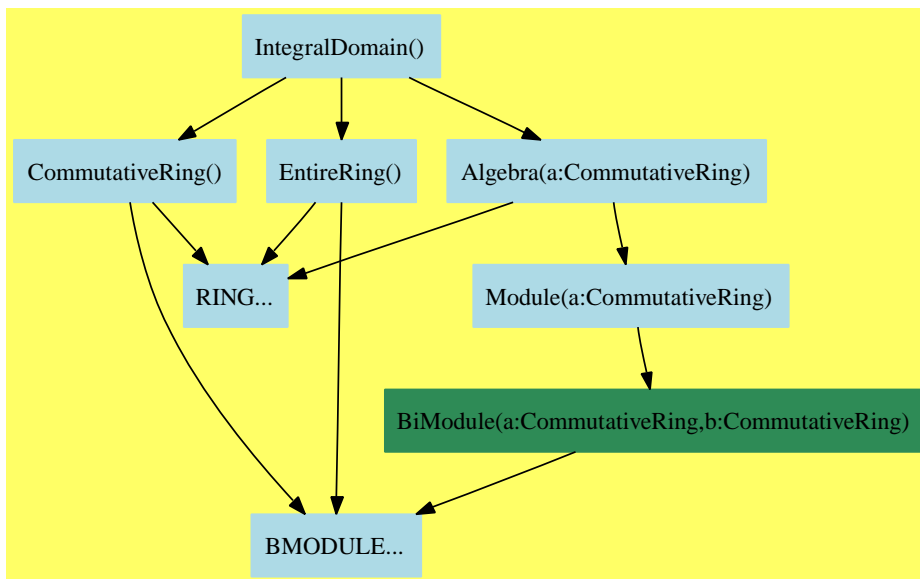 IntegralDomain()
CommutativeRing()
EntireRing()
Algebra(a:CommutativeRing)
RING...
Module(a:CommutativeRing)
BiModule(a:CommutativeRing,b:CommutativeRing)
BMODULE...